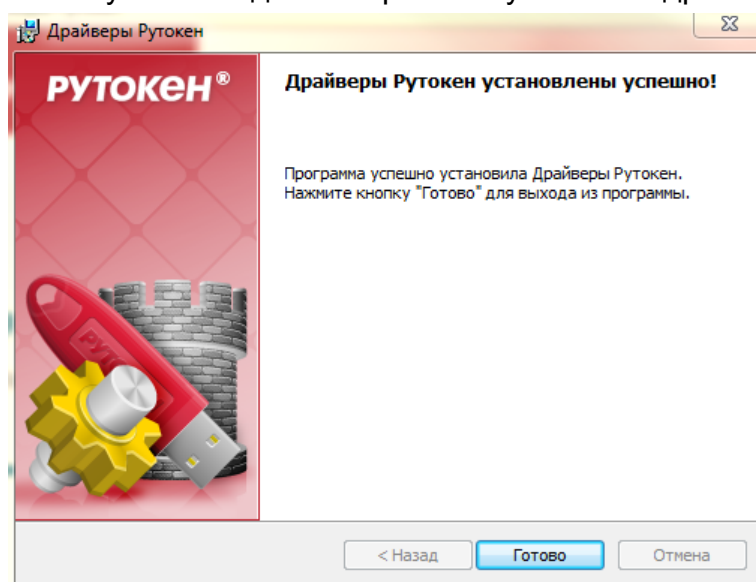 Драйверы Рутокен
РУТОКЕН®
Драйверы Рутокен установлены успешно!
Программа успешно установила Драйверы Рутокен.
Нажмите кнопку "Готово" для выхода из программы.
РУТО
< Назад
Готово
Отмена